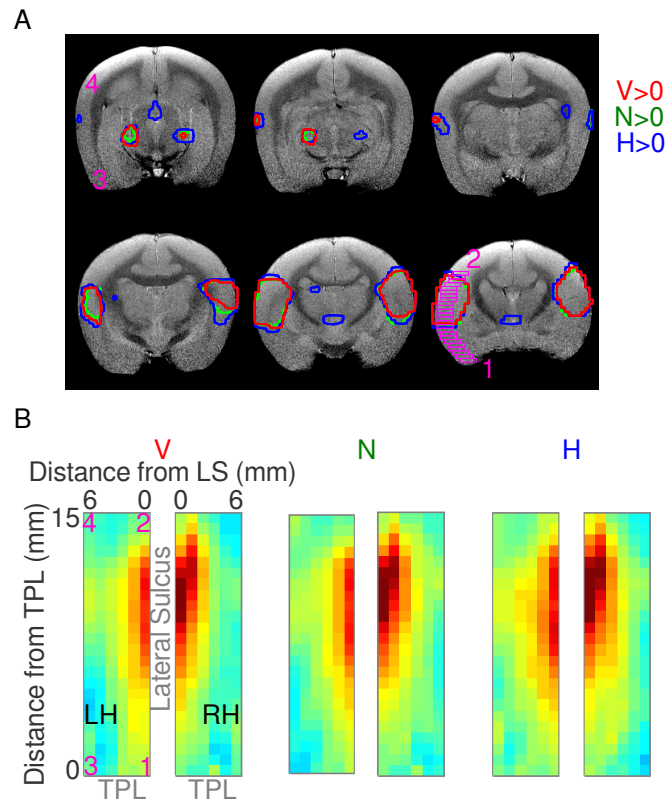 A
V>0
N>0
H>0
4
3
2
1
B
V N H
Distance from LS (mm)
6 0 0 6
15
4 2
Distance from TPL (mm)
Lateral Sulcus
LH RH
3 1
0
TPL TPL